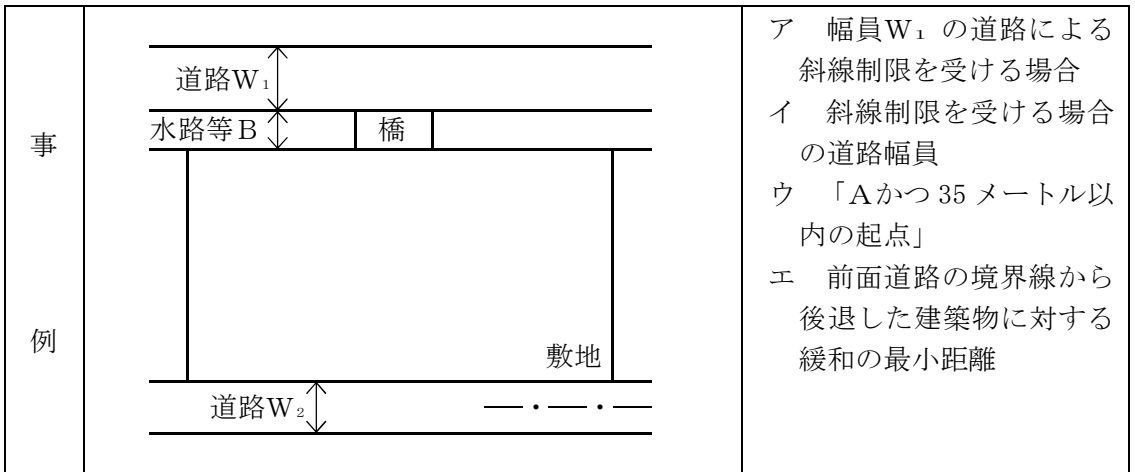 事
例
道路W₁
水路等B
橋
敷地
道路W₂
ア 幅員W₁ の道路による
斜線制限を受ける場合
イ 斜線制限を受ける場合
の道路幅員
ウ 「Aかつ 35 メートル以
内の起点」
エ 前面道路の境界線から
後退した建築物に対する
緩和の最小距離